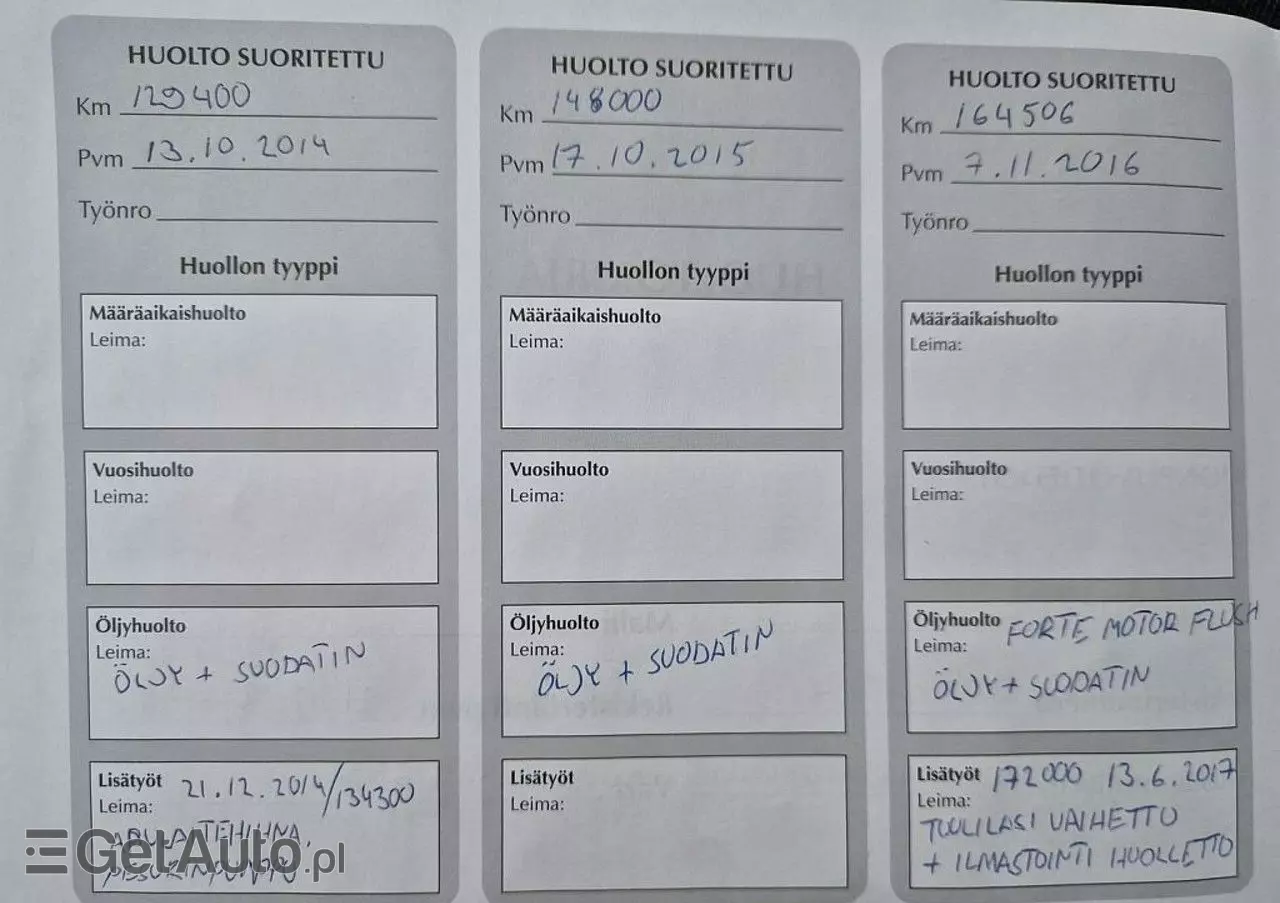 HUOLTO SUORITETTU
Km 129400
Pvm 13.10.2014
Työnro
Huollon tyyppi
Määräaikaishuolto
Leima:
Vuosihuolto
Leima:
Öljyhuolto
Leima:
ÖLJY + SUODATIN
Lisätyöt 21.12.2014/134300
Leima:
HUOLTO SUORITETTU
Km 148000
Pvm 17.10.2015
Työnro
Huollon tyyppi
Määräaikaishuolto
Leima:
Vuosihuolto
Leima:
Öljyhuolto
Leima:
ÖLJY + SUODATIN
Lisätyöt
Leima:
HUOLTO SUORITETTU
Km 164506
Pvm 7.11.2016
Työnro
Huollon tyyppi
Määräaikaishuolto
Leima:
Vuosihuolto
Leima:
Öljyhuolto FORTE MOTOR FLUSH
Leima:
ÖLJY + SUODATIN
Lisätyöt 172000 13.6.2017
Leima:
TUULILASI VAIHETTU
+ ILMASTOINTI HUOLLETTU
GetAuto.pl